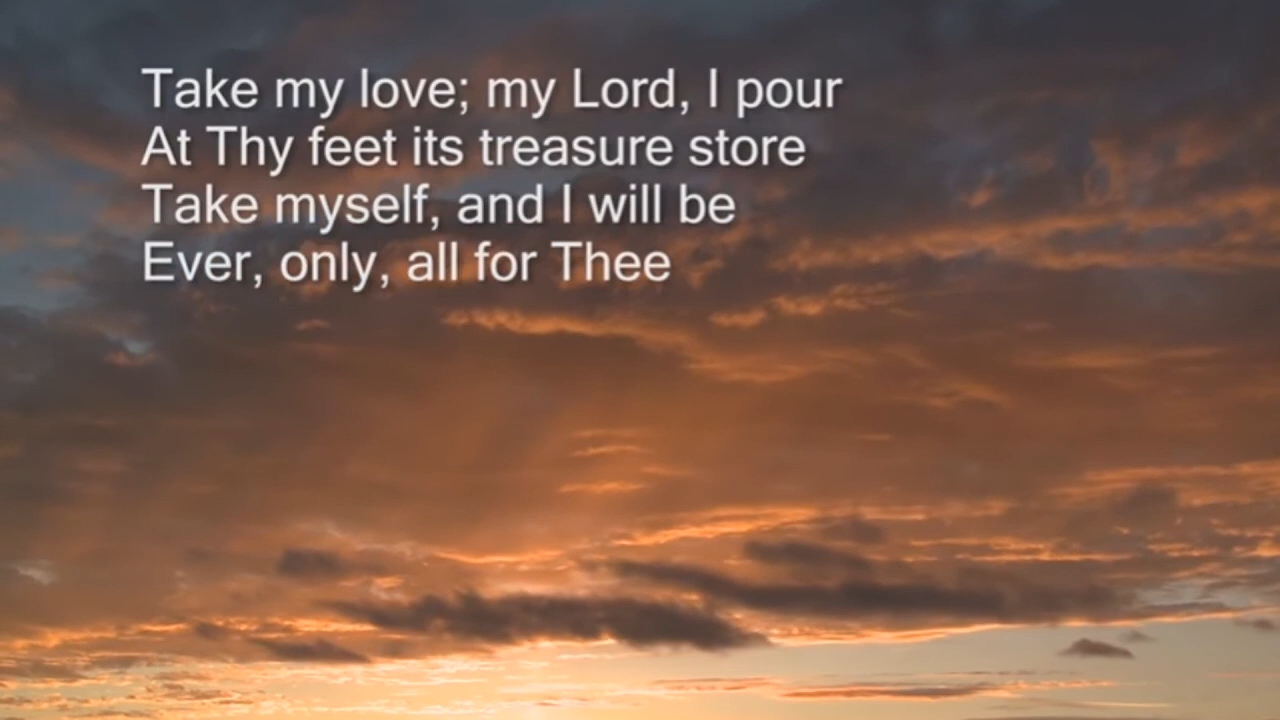 Take my love; my Lord, I pour
At Thy feet its treasure store
Take myself, and I will be
Ever, only, all for Thee